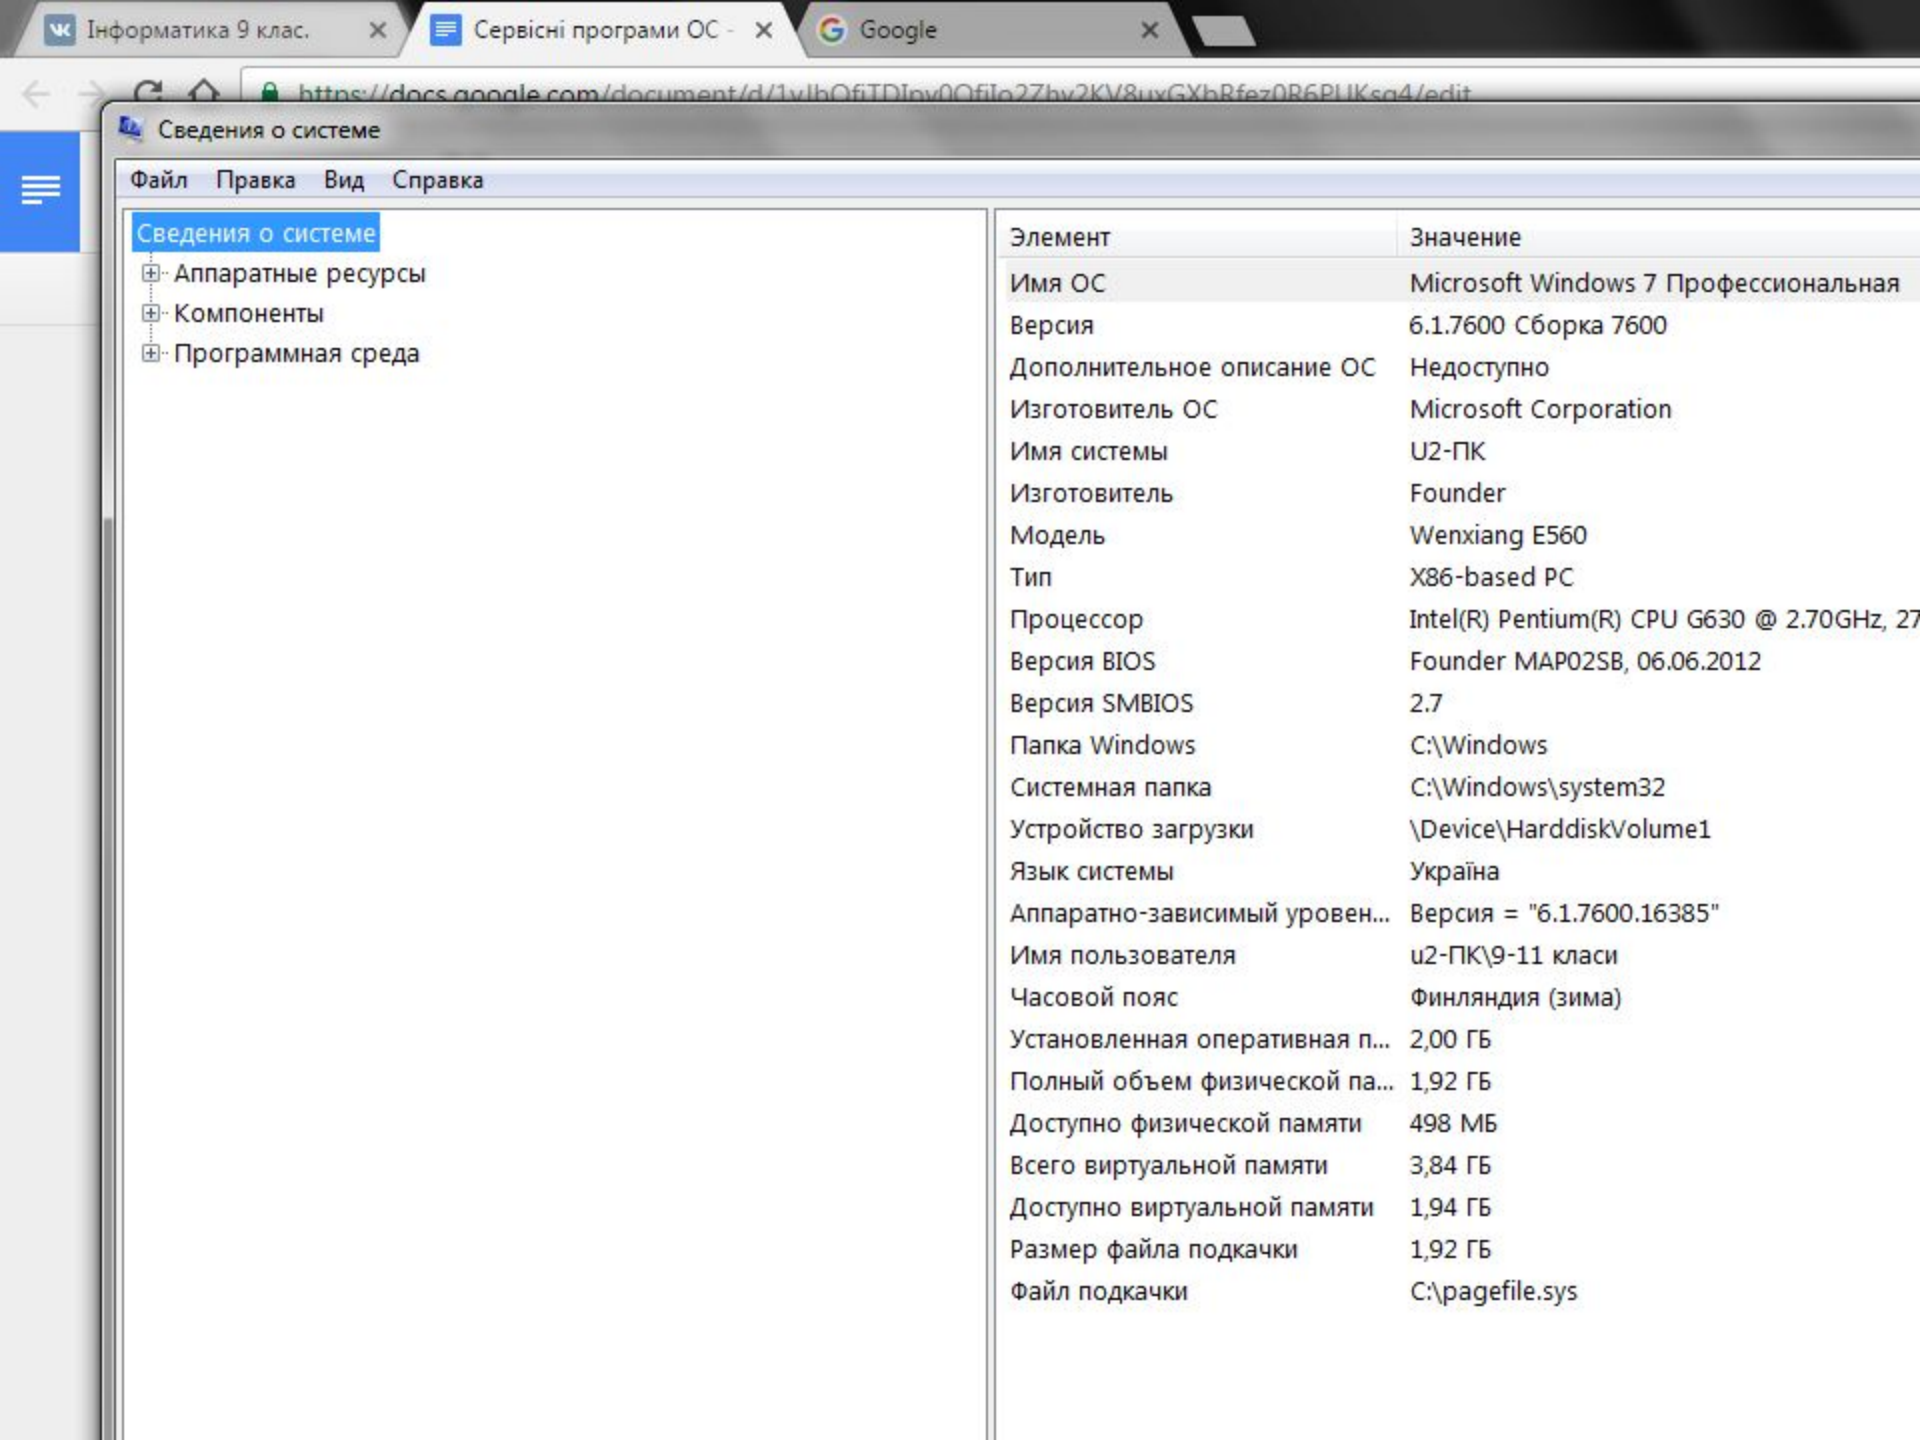 Інформатика 9 клас.
Сервісні програми ОС -
Google
Сведения о системе
Файл Правка Вид Справка
Сведения о системе
Аппаратные ресурсы
Компоненты
Программная среда
Элемент Значение
Имя ОС Microsoft Windows 7 Профессиональная
Версия 6.1.7600 Сборка 7600
Дополнительное описание ОС Недоступно
Изготовитель ОС Microsoft Corporation
Имя системы U2-ПК
Изготовитель Founder
Модель Wenxiang E560
Тип X86-based PC
Процессор Intel(R) Pentium(R) CPU G630 @ 2.70GHz, 27
Версия BIOS Founder MAP02SB, 06.06.2012
Версия SMBIOS 2.7
Папка Windows C:\Windows
Системная папка C:\Windows\system32
Устройство загрузки \Device\HarddiskVolume1
Язык системы Україна
Аппаратно-зависимый уровен... Версия = "6.1.7600.16385"
Имя пользователя u2-ПК\9-11 класи
Часовой пояс Финляндия (зима)
Установленная оперативная п... 2,00 ГБ
Полный объем физической па... 1,92 ГБ
Доступно физической памяти 498 МБ
Всего виртуальной памяти 3,84 ГБ
Доступно виртуальной памяти 1,94 ГБ
Размер файла подкачки 1,92 ГБ
Файл подкачки C:\pagefile.sys